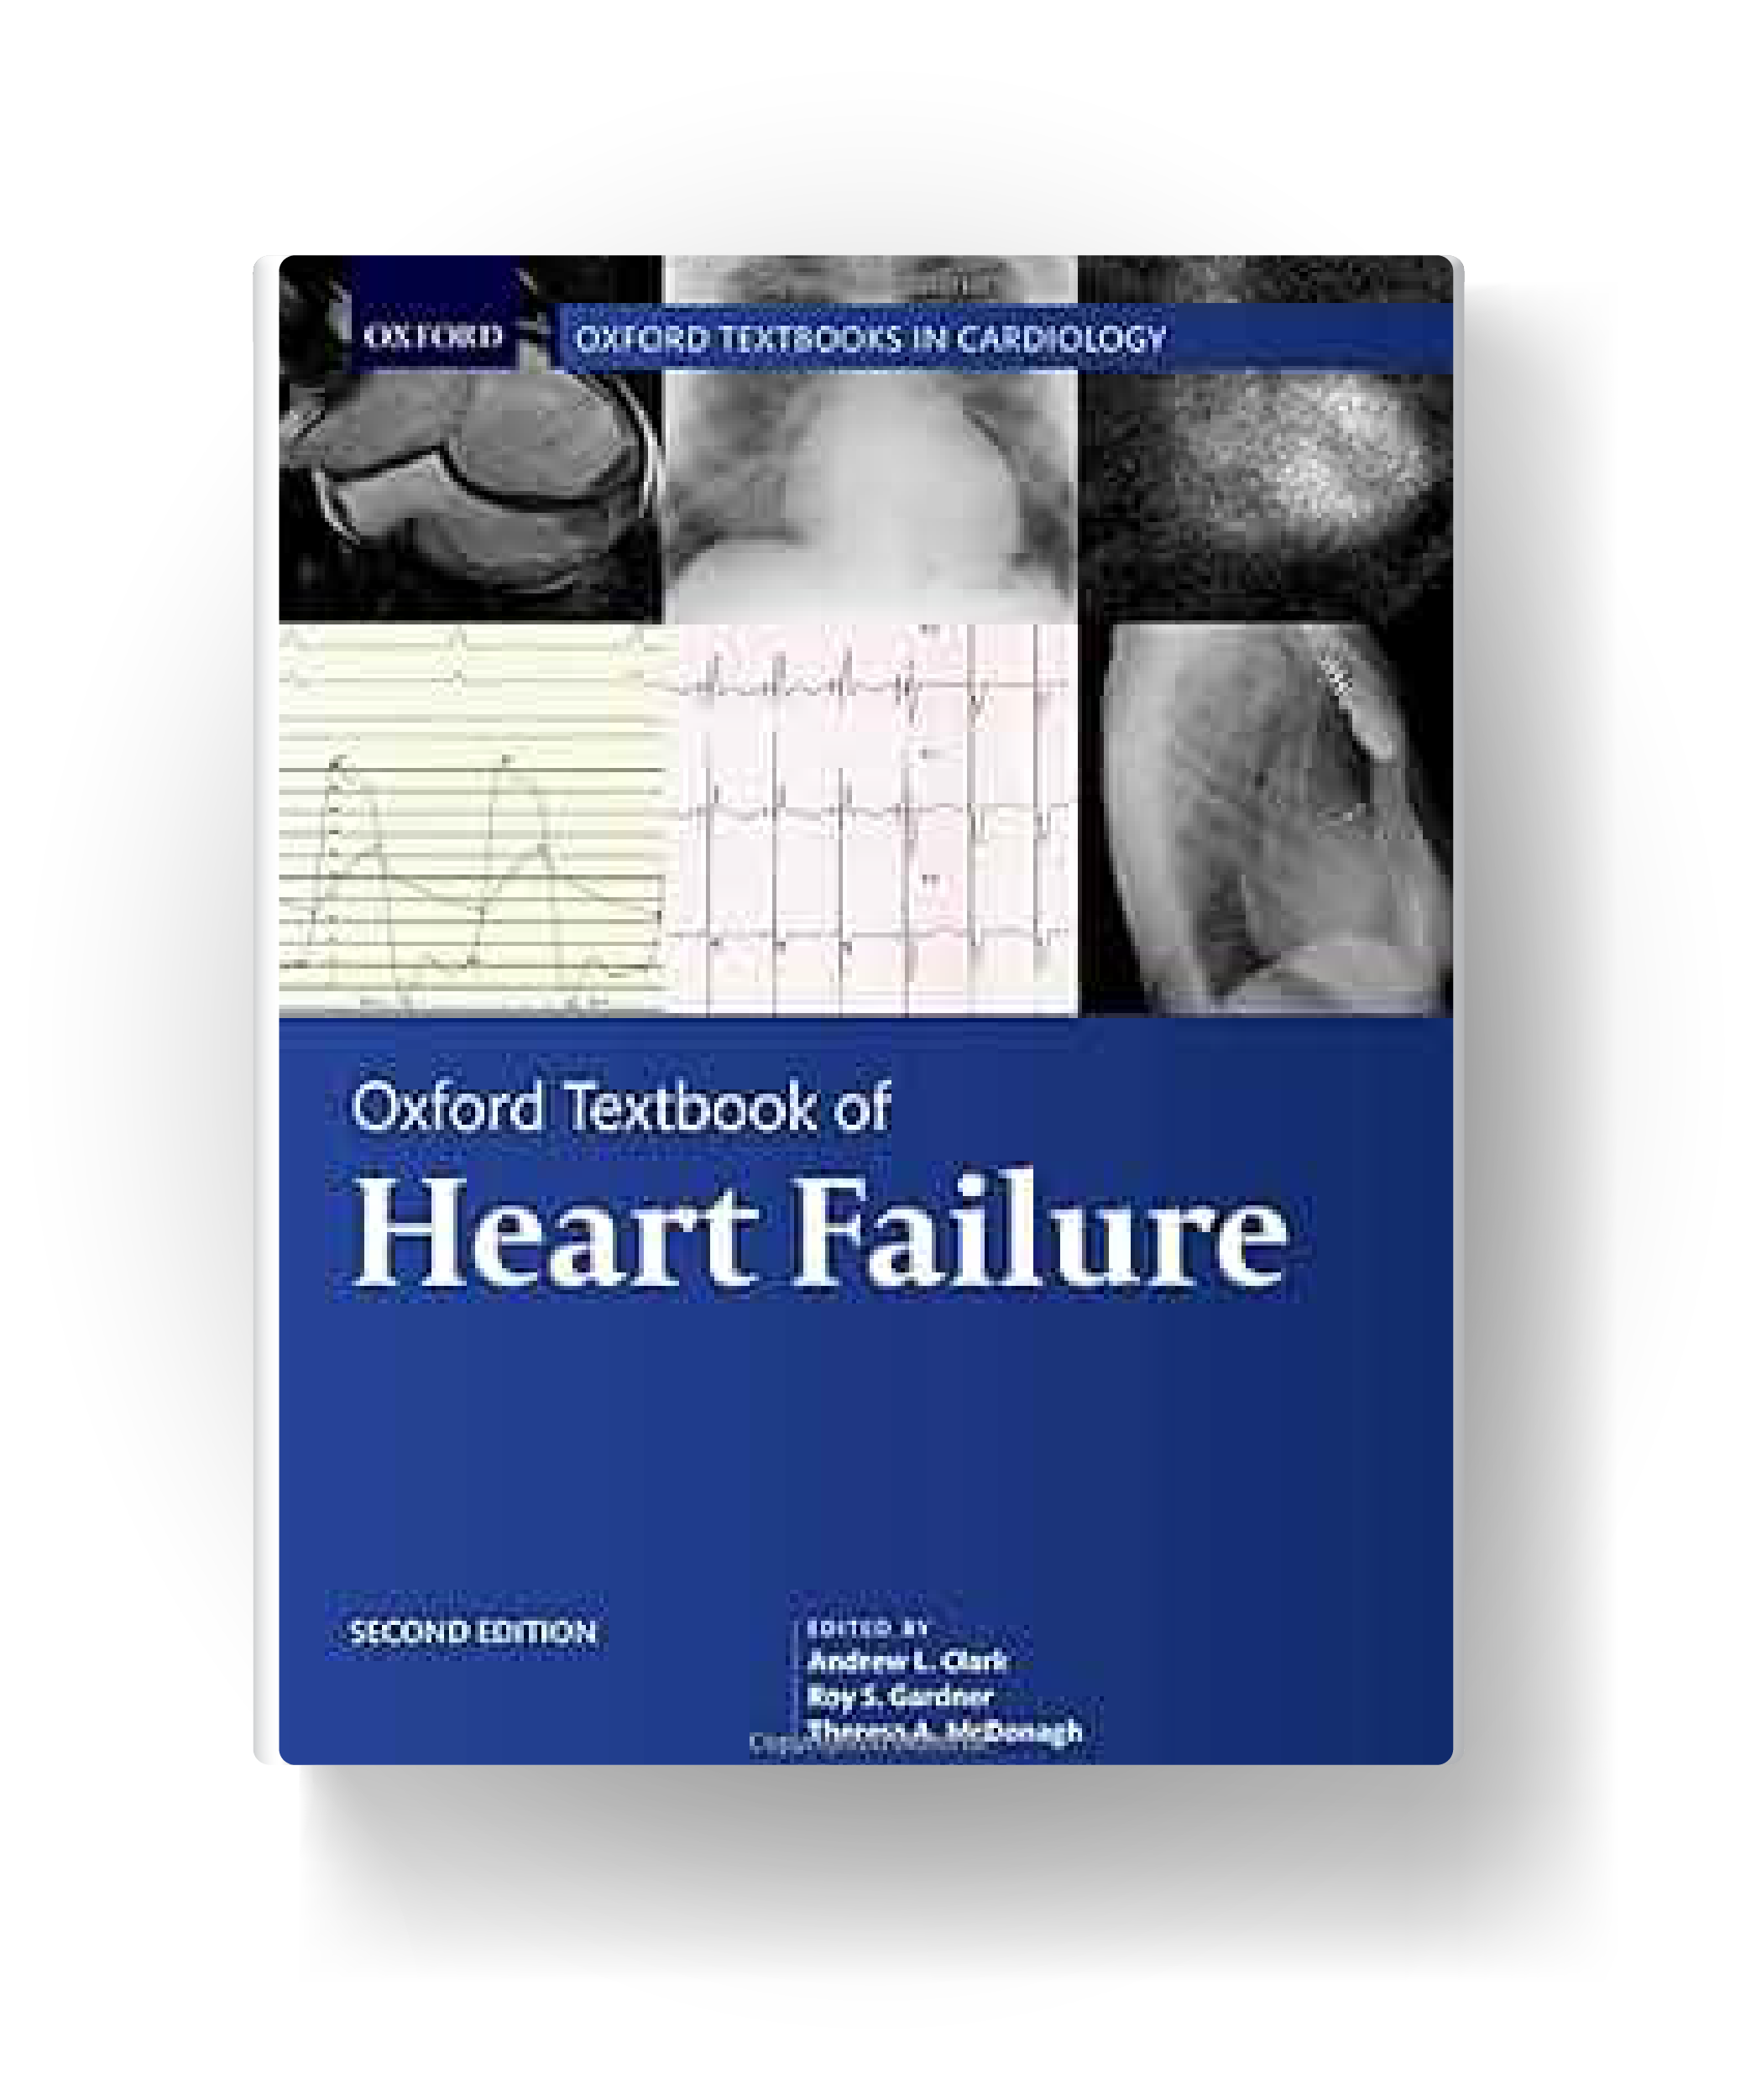 OXFORD
OXFORD TEXTBOOKS IN CARDIOLOGY
Oxford Textbook of
Heart Failure
SECOND EDITION
EDITED BY
Andrew L. Clark
Roy S. Gardner
Theresa A. McDonagh